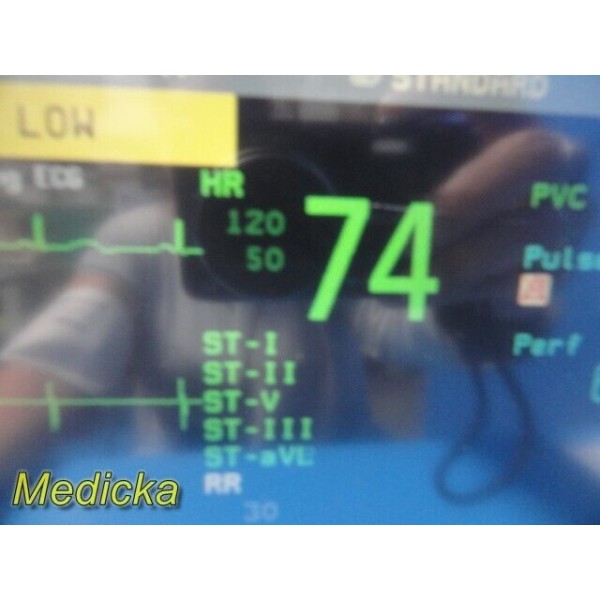 STANDARD
LOW
ECG
HR
120
50
74
PVC
Pulse
ST-I
ST-II
ST-V
ST-III
ST-aVL
Perf
RR
30
Medicka